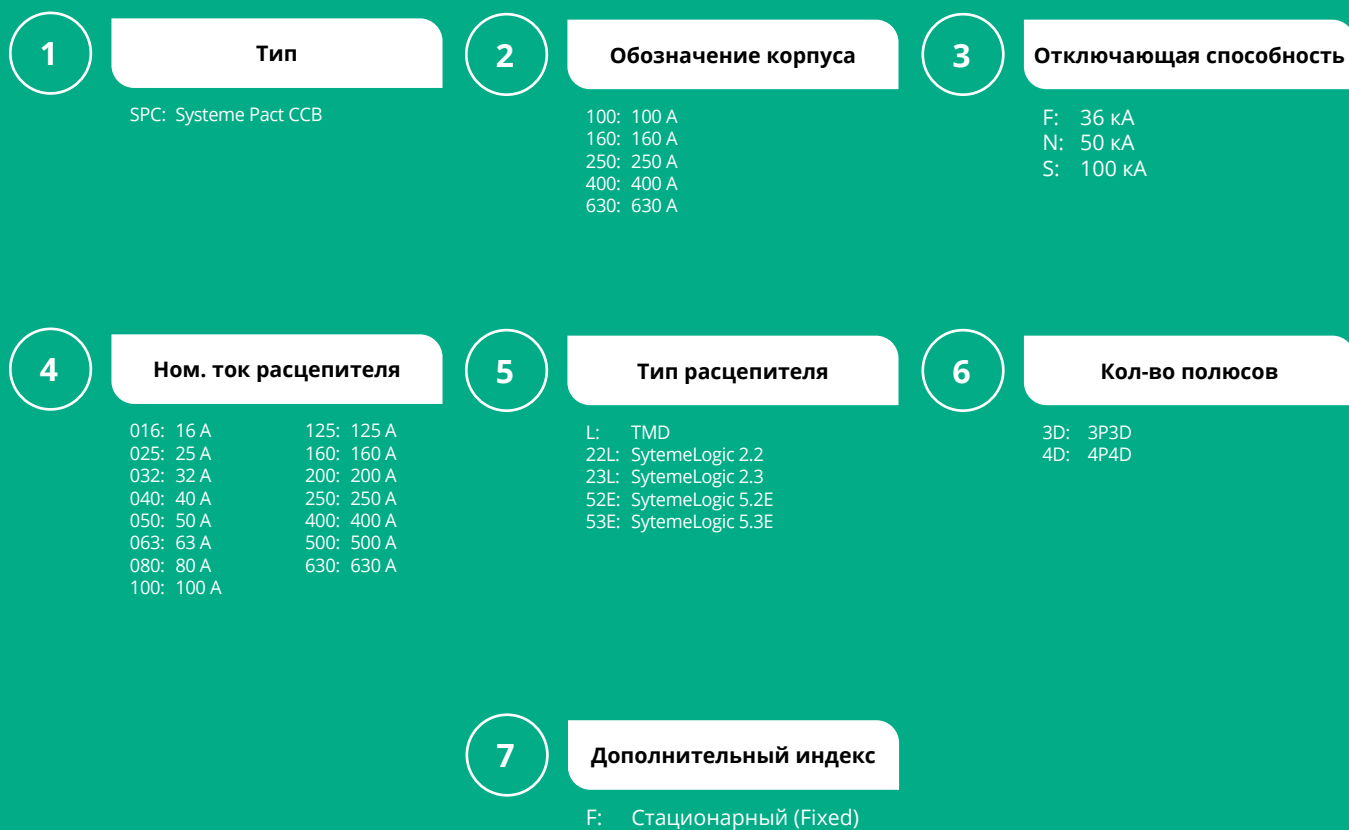 1
Тип
SPC: Systeme Pact CCB
2
Обозначение корпуса
100: 100 A
160: 160 A
250: 250 A
400: 400 A
630: 630 A
3
Отключающая способность
F: 36 кА
N: 50 кА
S: 100 кА
4
Ном. ток расцепителя
016: 16 A
025: 25 A
032: 32 A
040: 40 A
050: 50 A
063: 63 A
080: 80 A
100: 100 A
125: 125 A
160: 160 A
200: 200 A
250: 250 A
400: 400 A
500: 500 A
630: 630 A
5
Тип расцепителя
L: TMD
22L: SytemeLogic 2.2
23L: SytemeLogic 2.3
52E: SytemeLogic 5.2E
53E: SytemeLogic 5.3E
6
Кол-во полюсов
3D: 3P3D
4D: 4P4D
7
Дополнительный индекс
F: Стационарный (Fixed)